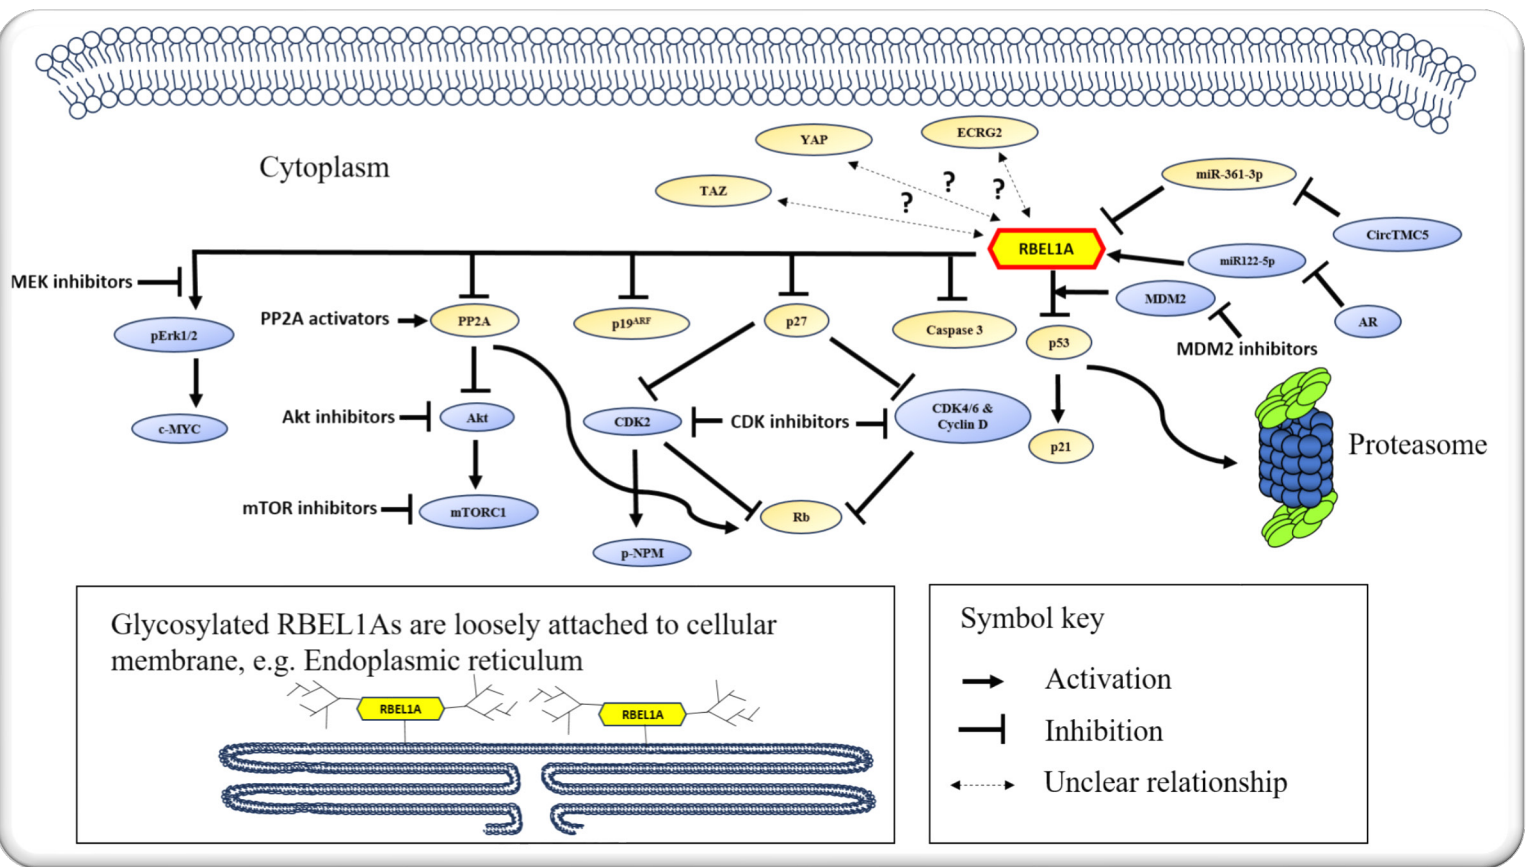 YAP
ECRG2
Cytoplasm
miR-361-3p
TAZ
?
?
?
CircTMC5
RBEL1A
miR122-5p
MEK inhibitors
MDM2
PP2A activators
PP2A
p19ARF
p27
Caspase 3
AR
pErk1/2
p53
MDM2 inhibitors
Akt inhibitors
Akt
CDK2
CDK inhibitors
CDK4/6 &
Cyclin D
c-MYC
p21
Proteasome
mTOR inhibitors
mTORC1
Rb
p-NPM
Glycosylated RBEL1As are loosely attached to cellular
membrane, e.g. Endoplasmic reticulum
RBEL1A
RBEL1A
Symbol key
Activation
Inhibition
Unclear relationship